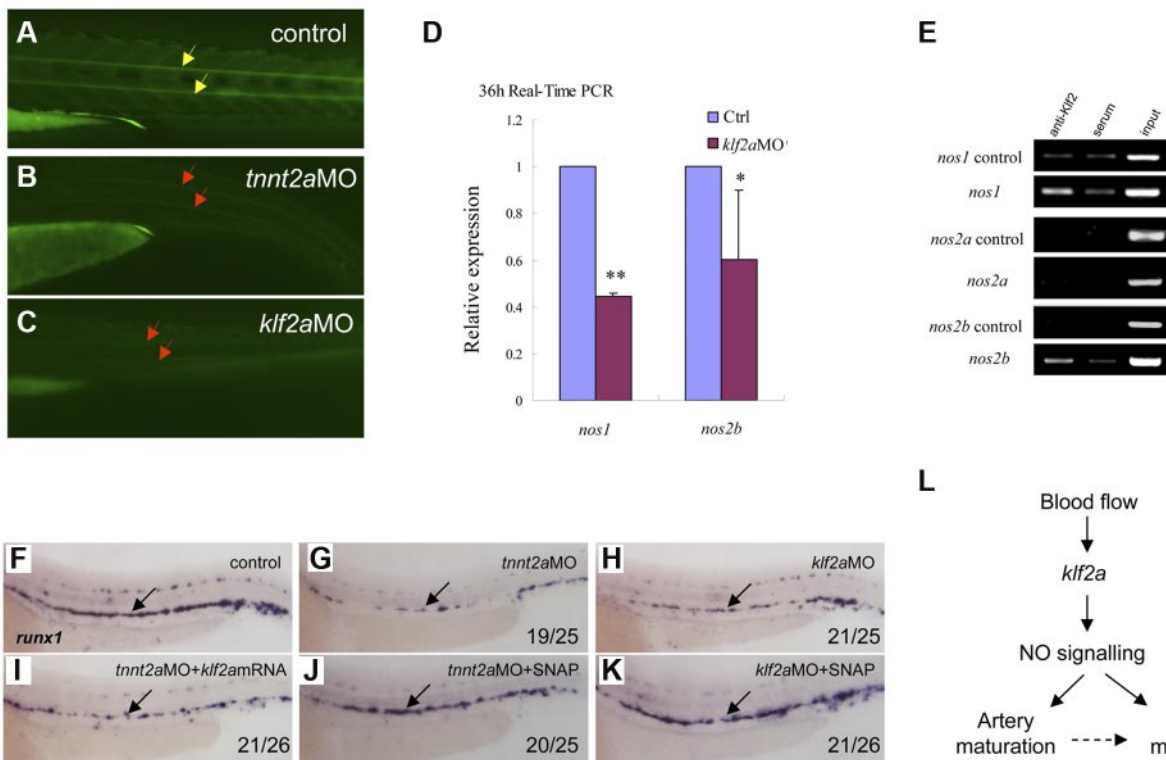 A
control
B
tnnt2aMO
C
klf2aMO
D
36h Real-Time PCR
Ctrl
klf2aMO
Relative expression
1.2
1
0.8
0.6
0.4
0.2
0
**
*
nos1
nos2b
E
anti-Klf2
serum
input
nos1 control
nos1
nos2a control
nos2a
nos2b control
nos2b
F
control
runx1
G
tnnt2aMO
19/25
H
klf2aMO
21/25
I
tnnt2aMO+klf2amRNA
21/26
J
tnnt2aMO+SNAP
20/25
K
klf2aMO+SNAP
21/26
L
Blood flow
klf2a
NO signalling
Artery
maturation
m